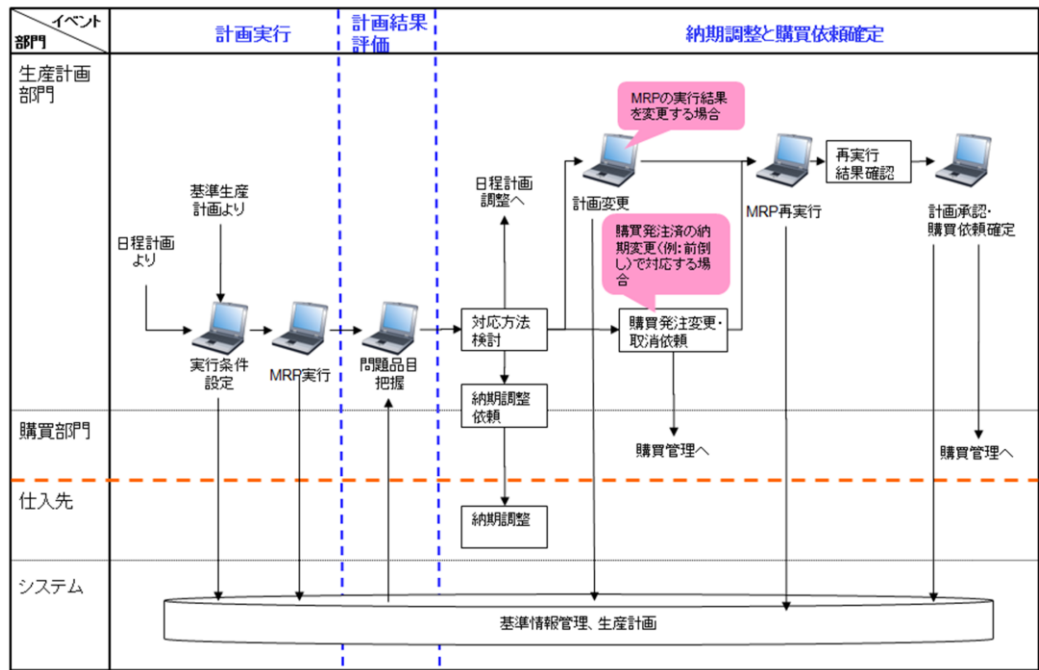 イベント
部門
計画実行
計画結果
評価
納期調整と購買依頼確定
生産計画
部門
MRPの実行結果
を変更する場合
再実行
結果確認
日程計画
調整へ
計画変更
MRP再実行
計画承認・
購買依頼確定
基準生産
計画より
日程計画
より
購買発注済の納
期変更(例:前倒
し)で対応する場
合
対応方法
検討
購買発注変更・
取消依頼
実行条件
設定
MRP実行
問題品目
把握
納期調整
依頼
購買部門
購買管理へ
購買管理へ
仕入先
納期調整
システム
基準情報管理、生産計画